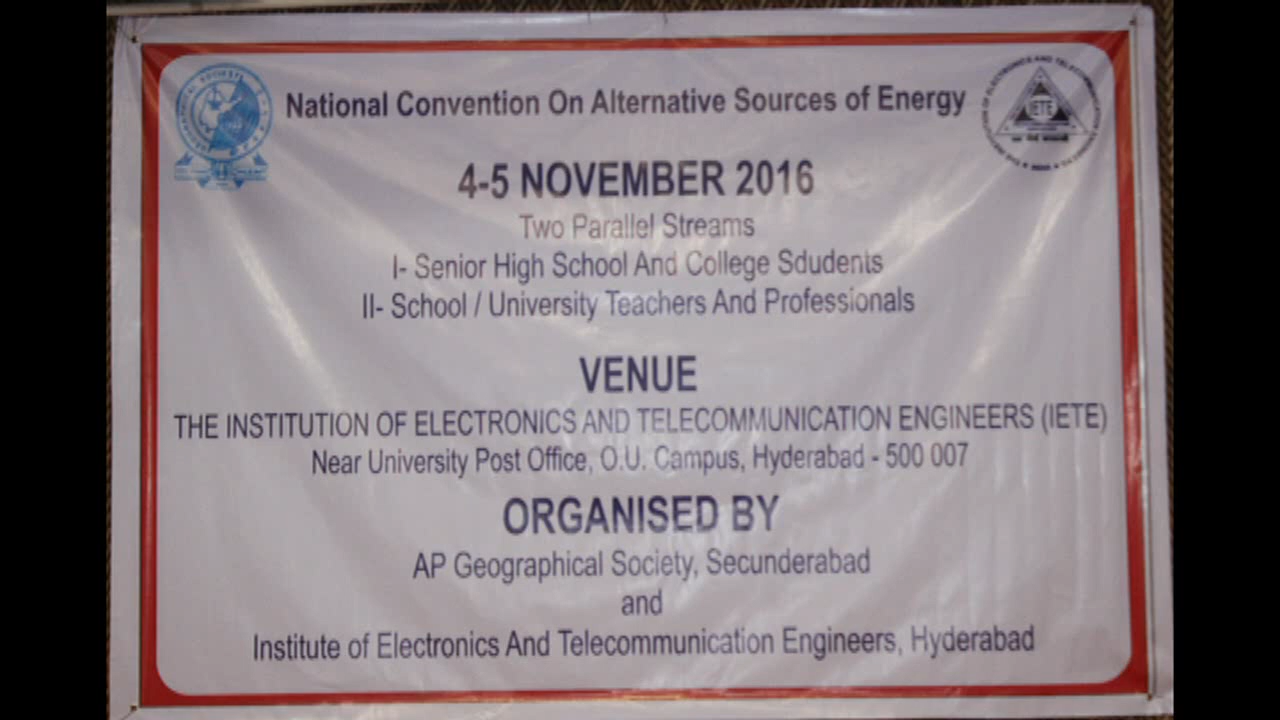 National Convention On Alternative Sources of Energy
IETE
4-5 NOVEMBER 2016
Two Parallel Streams
I- Senior High School And College Sdudents
II- School / University Teachers And Professionals
VENUE
THE INSTITUTION OF ELECTRONICS AND TELECOMMUNICATION ENGINEERS (IETE)
Near University Post Office, O.U. Campus, Hyderabad - 500 007
ORGANISED BY
AP Geographical Society, Secunderabad
and
Institute of Electronics And Telecommunication Engineers, Hyderabad